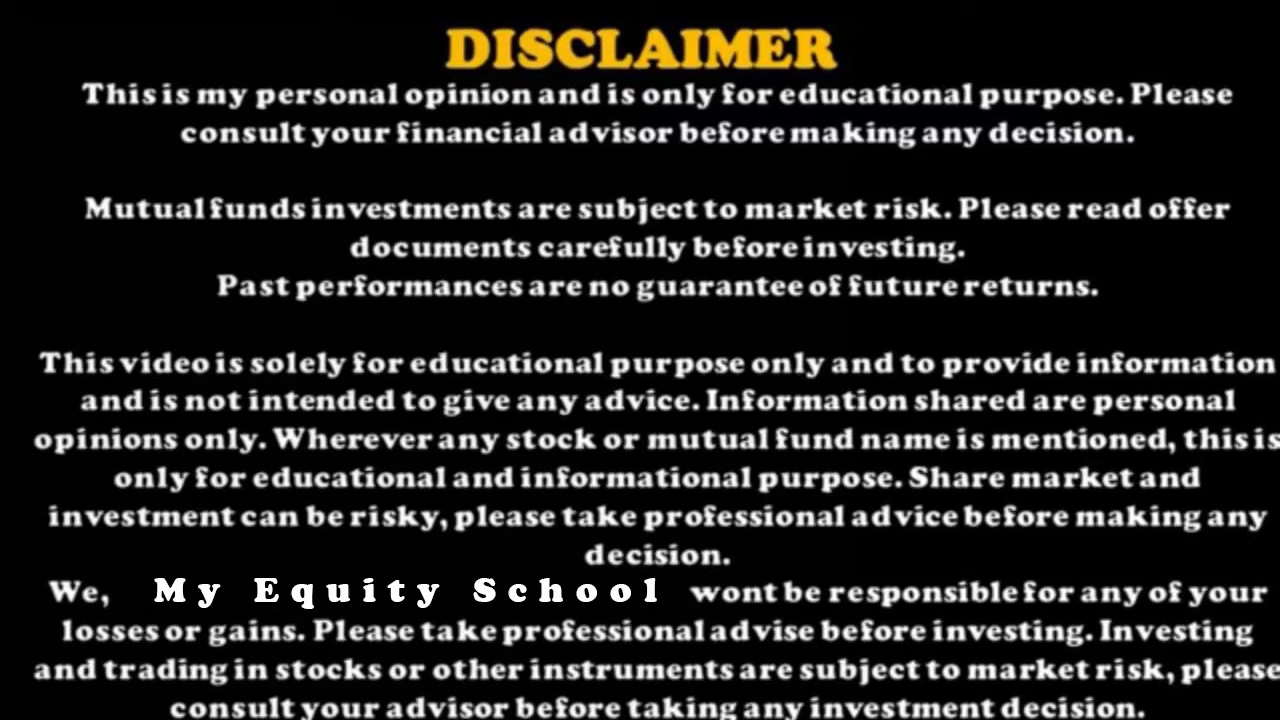 DISCLAIMER
This is my personal opinion and is only for educational purpose. Please
consult your financial advisor before making any decision.
Mutual funds investments are subject to market risk. Please read offer
documents carefully before investing.
Past performances are no guarantee of future returns.
This video is solely for educational purpose only and to provide information
and is not intended to give any advice. Information shared are personal
opinions only. Wherever any stock or mutual fund name is mentioned, this is
only for educational and informational purpose. Share market and
investment can be risky, please take professional advice before making any
decision.
We, My Equity School wont be responsible for any of your
losses or gains. Please take professional advise before investing. Investing
and trading in stocks or other instruments are subject to market risk, please
consult your advisor before taking any investment decision.